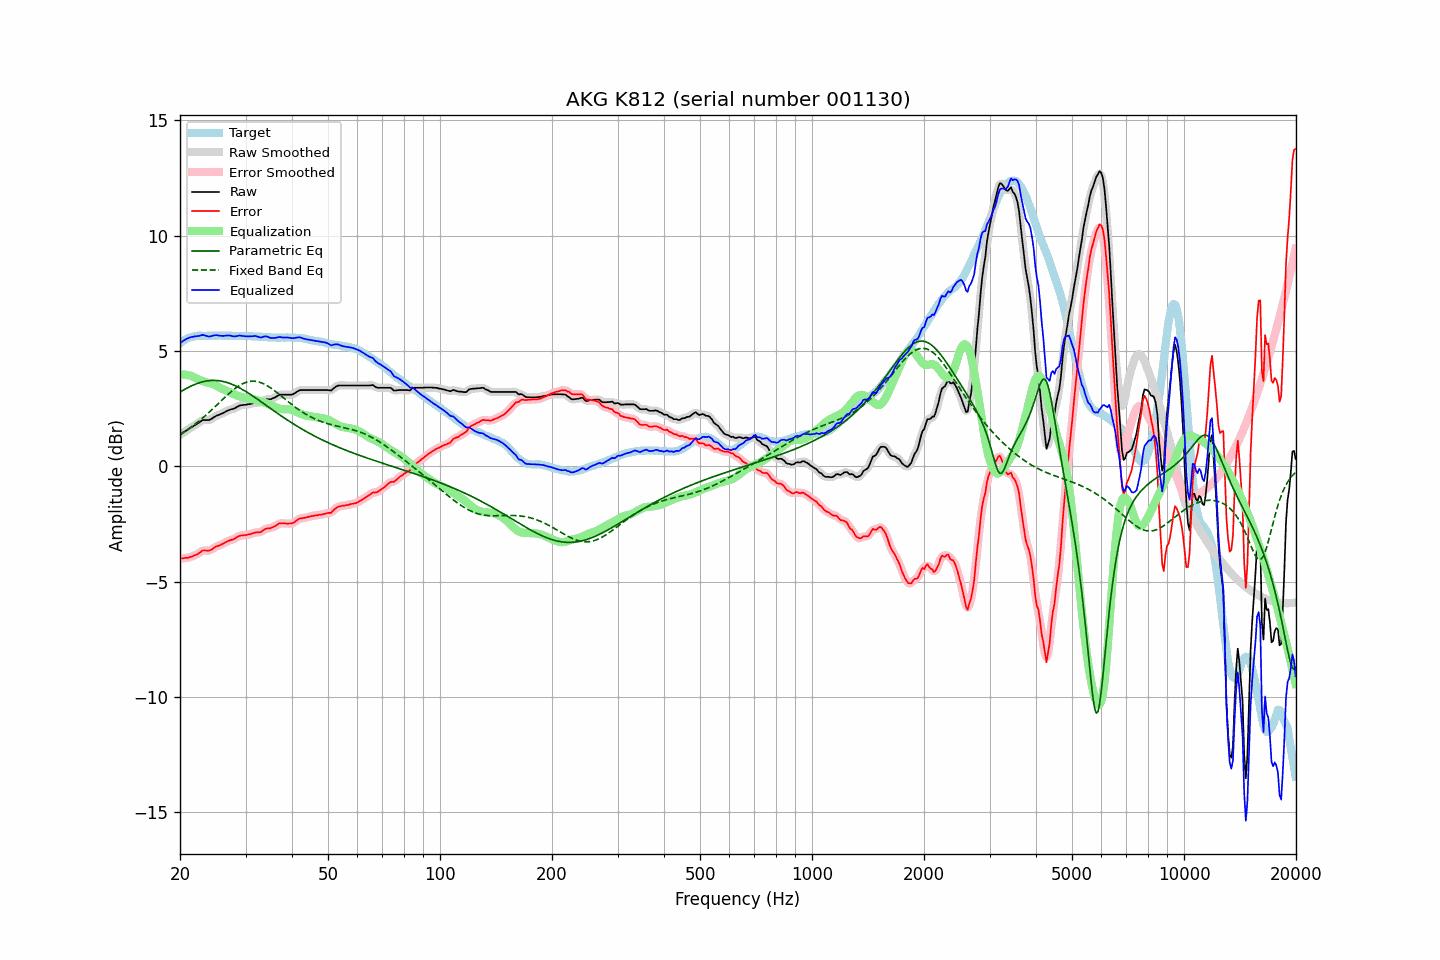 AKG K812 (serial number 001130)
Target
Raw Smoothed
Error Smoothed
Raw
Error
Equalization
Parametric Eq
Fixed Band Eq
Equalized
15
10
5
0
−5
−10
−15
Amplitude (dBr)
20
50
100
200
500
1000
2000
5000
10000
20000
Frequency (Hz)